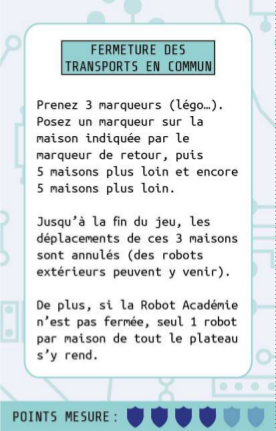 FERMETURE DES
TRANSPORTS EN COMMUN
Prenez 3 marqueurs (légo…).
Posez un marqueur sur la
maison indiquée par le
marqueur de retour, puis
5 maisons plus loin et encore
5 maisons plus loin.
Jusqu'à la fin du jeu, les
déplacements de ces 3 maisons
sont annulés (des robots
extérieurs peuvent y venir).
De plus, si la Robot Académie
n'est pas fermée, seul 1 robot
par maison de tout le plateau
s'y rend.
POINTS MESURE :